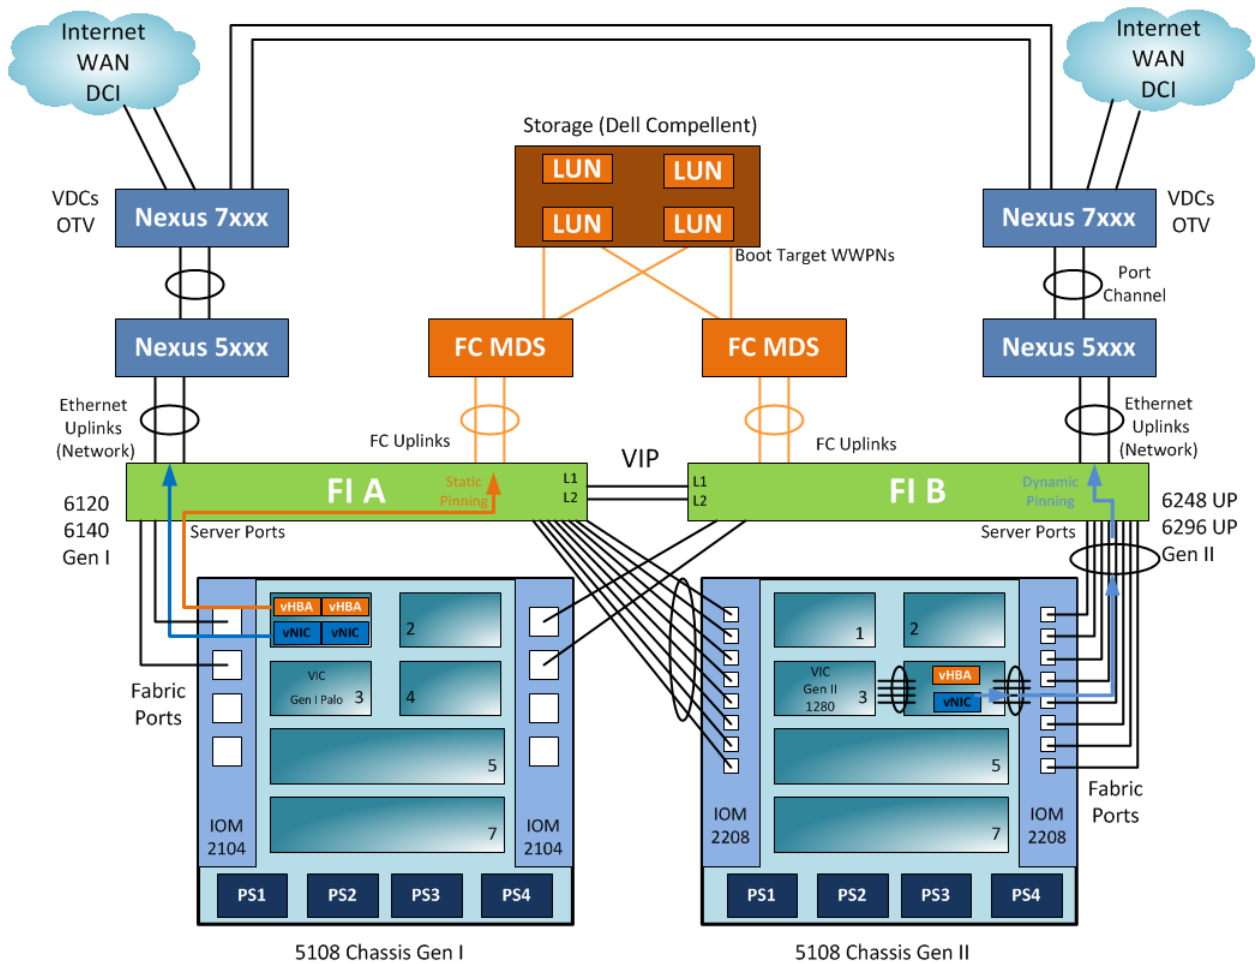 Internet
WAN
DCI
Internet
WAN
DCI
Storage (Dell Compellent)
LUN
LUN
LUN
LUN
VDCs
OTV
Nexus 7xxx
Nexus 7xxx
VDCs
OTV
Boot Target WWPNs
Port
Channel
Nexus 5xxx
FC MDS
FC MDS
Nexus 5xxx
Ethernet
Uplinks
(Network)
FC Uplinks
VIP
FC Uplinks
Ethernet
Uplinks
(Network)
FI A
Static
Pinning
L1
L2
L1
L2
FI B
Dynamic
Pinning
6120
6140
Gen I
Server Ports
Server Ports
6248 UP
6296 UP
Gen II
vHBA
vHBA
vNIC
vNIC
2
VIC
Gen I Palo
3
4
5
7
Fabric
Ports
IOM
2104
IOM
2104
PS1
PS2
PS3
PS4
5108 Chassis Gen I
1
2
VIC
Gen II
1280
3
vHBA
vNIC
5
7
IOM
2208
IOM
2208
Fabric
Ports
PS1
PS2
PS3
PS4
5108 Chassis Gen II